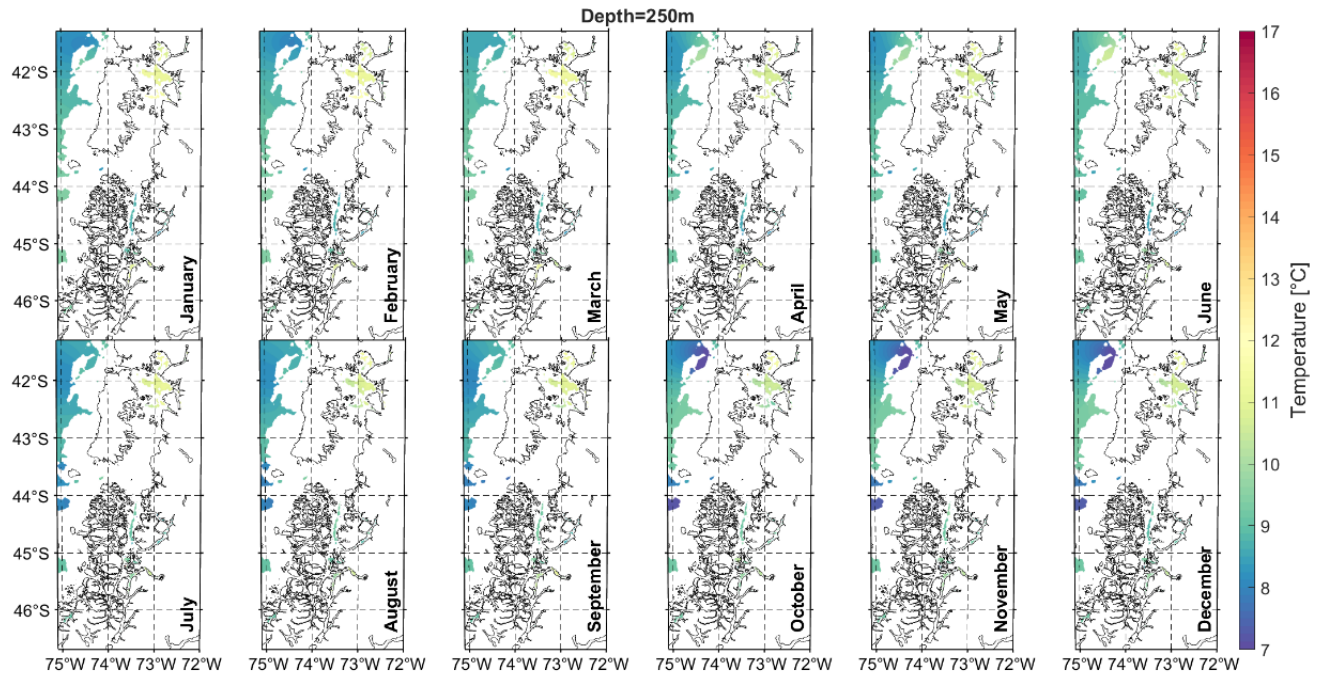 Depth=250m
42°S
43°S
44°S
45°S
46°S
January
February
March
April
May
June
42°S
43°S
44°S
45°S
46°S
July
August
September
October
November
December
75°W 74°W 73°W 72°W
75°W 74°W 73°W 72°W
75°W 74°W 73°W 72°W
75°W 74°W 73°W 72°W
75°W 74°W 73°W 72°W
75°W 74°W 73°W 72°W
17
16
15
14
13
12
11
10
9
8
7
Temperature [°C]